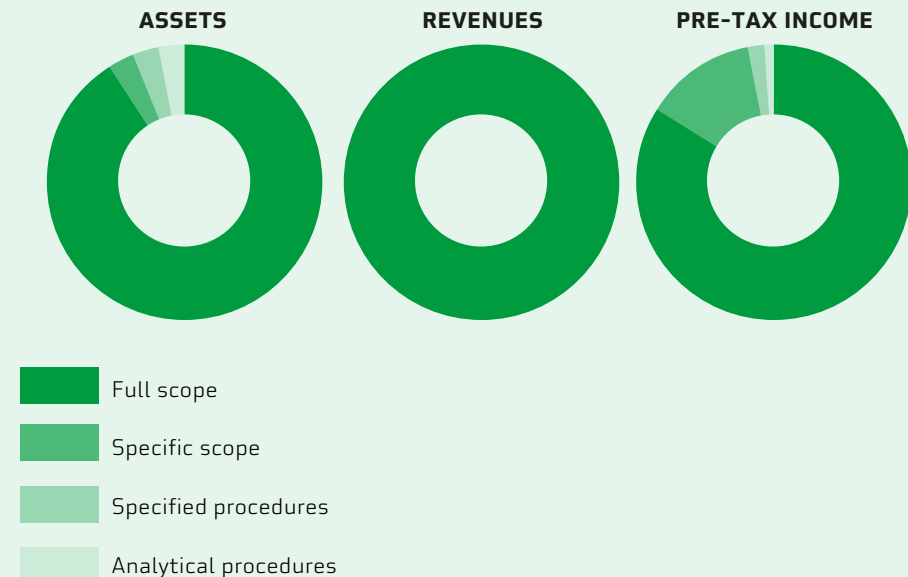 ASSETS
REVENUES
PRE-TAX INCOME
Full scope
Specific scope
Specified procedures
Analytical procedures